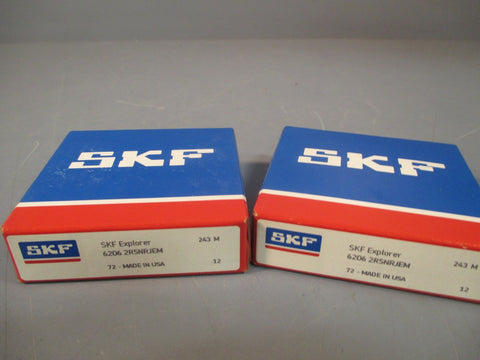 SKF
SKF
SKF
SKF Explorer 243 M
6206 2RSNRJEM
72 - MADE IN USA 12
SKF
SKF Explorer 243 M
6206 2RSNRJEM
72 - MADE IN USA 12